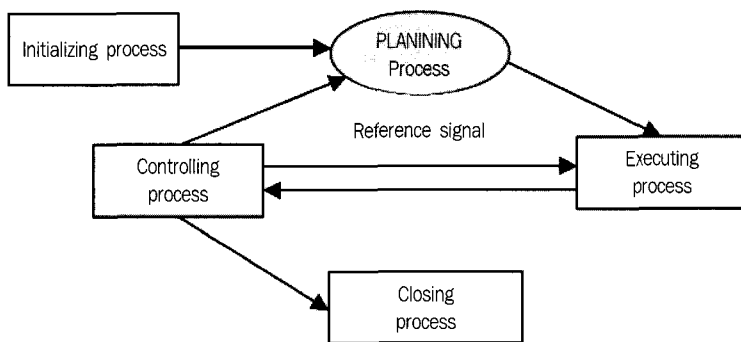 Initializing process
PLANINING
Process
Reference signal
Controlling
process
Executing
process
Closing
process